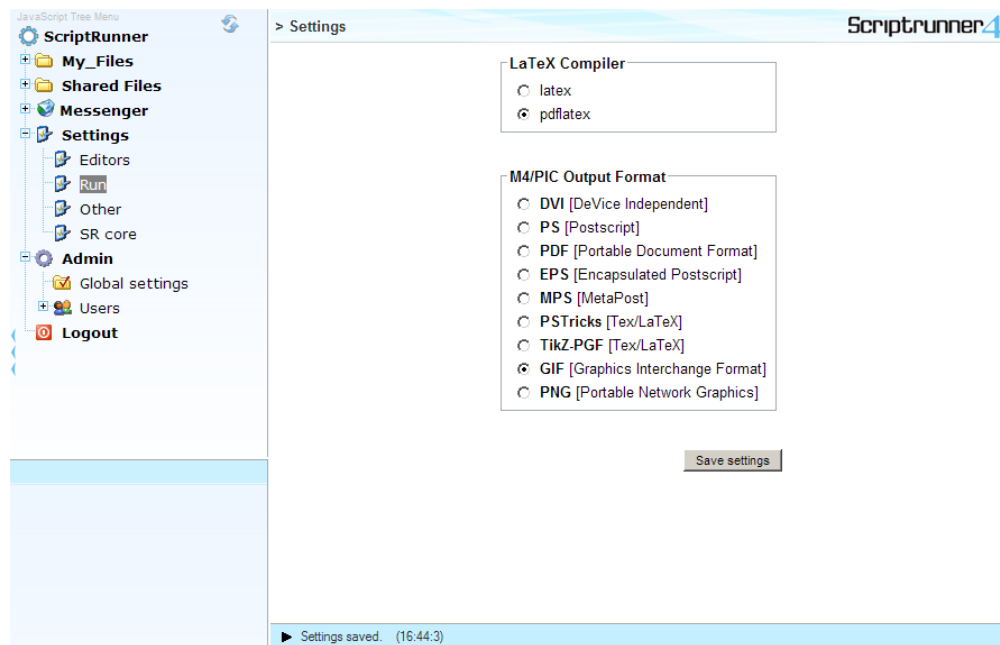 JavaScript Tree Menu
ScriptRunner
My_Files
Shared Files
Messenger
Settings
Editors
Run
Other
SR core
Admin
Global settings
Users
Logout
> Settings
Scriptrunner4
LaTeX Compiler
latex
pdflatex
M4/PIC Output Format
DVI [DeVice Independent]
PS [Postscript]
PDF [Portable Document Format]
EPS [Encapsulated Postscript]
MPS [MetaPost]
PSTricks [Tex/LaTeX]
TikZ-PGF [Tex/LaTeX]
GIF [Graphics Interchange Format]
PNG [Portable Network Graphics]
Save settings
Settings saved. (16:44:3)